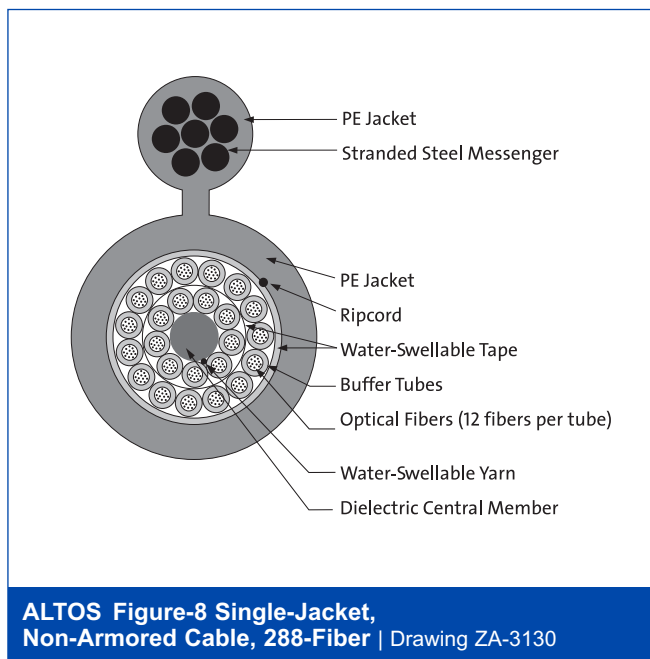 PE Jacket
Stranded Steel Messenger
PE Jacket
Ripcord
Water-Swellable Tape
Buffer Tubes
Optical Fibers (12 fibers per tube)
Water-Swellable Yarn
Dielectric Central Member
ALTOS Figure-8 Single-Jacket,
Non-Armored Cable, 288-Fiber | Drawing ZA-3130